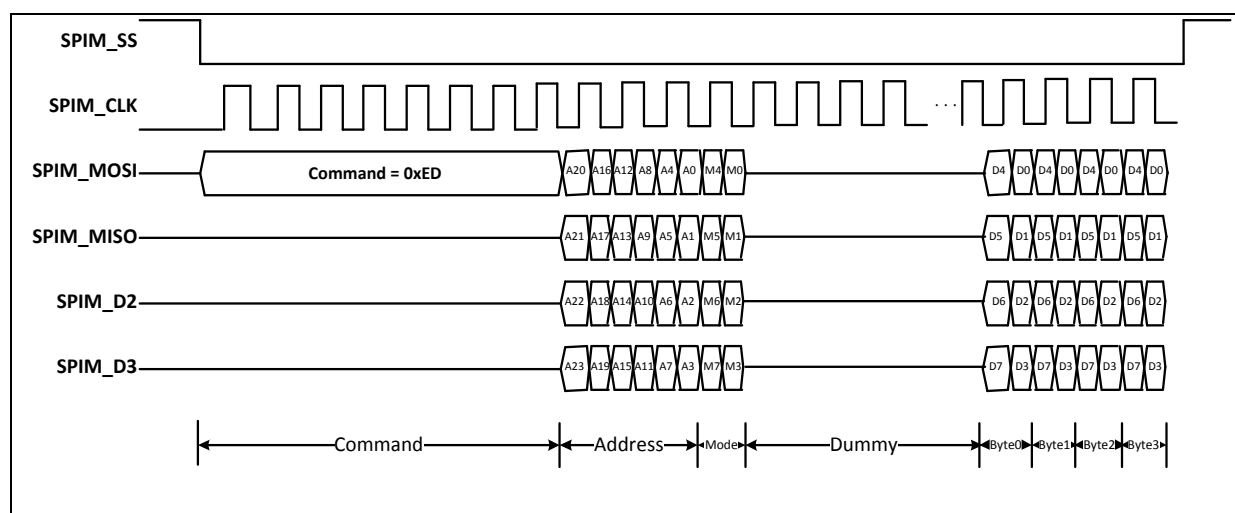 SPIM_SS
SPIM_CLK
. . .
SPIM_MOSI Command = 0xED A20 A16 A12 A8 A4 A0 M4 M0 D4 D0 D4 D0 D4 D0 D4 D0
SPIM_MISO A21 A17 A13 A9 A5 A1 M5 M1 D5 D1 D5 D1 D5 D1 D5 D1
SPIM_D2 A22 A18 A14 A10 A6 A2 M6 M2 D6 D2 D6 D2 D6 D2 D6 D2
SPIM_D3 A23 A19 A15 A11 A7 A3 M7 M3 D7 D3 D7 D3 D7 D3 D7 D3
Command Address Mode Dummy Byte0 Byte1 Byte2 Byte3